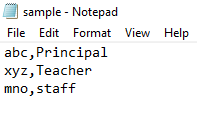 sample - Notepad
File Edit Format View Help
abc,Principal
xyz,Teacher
mno,staff